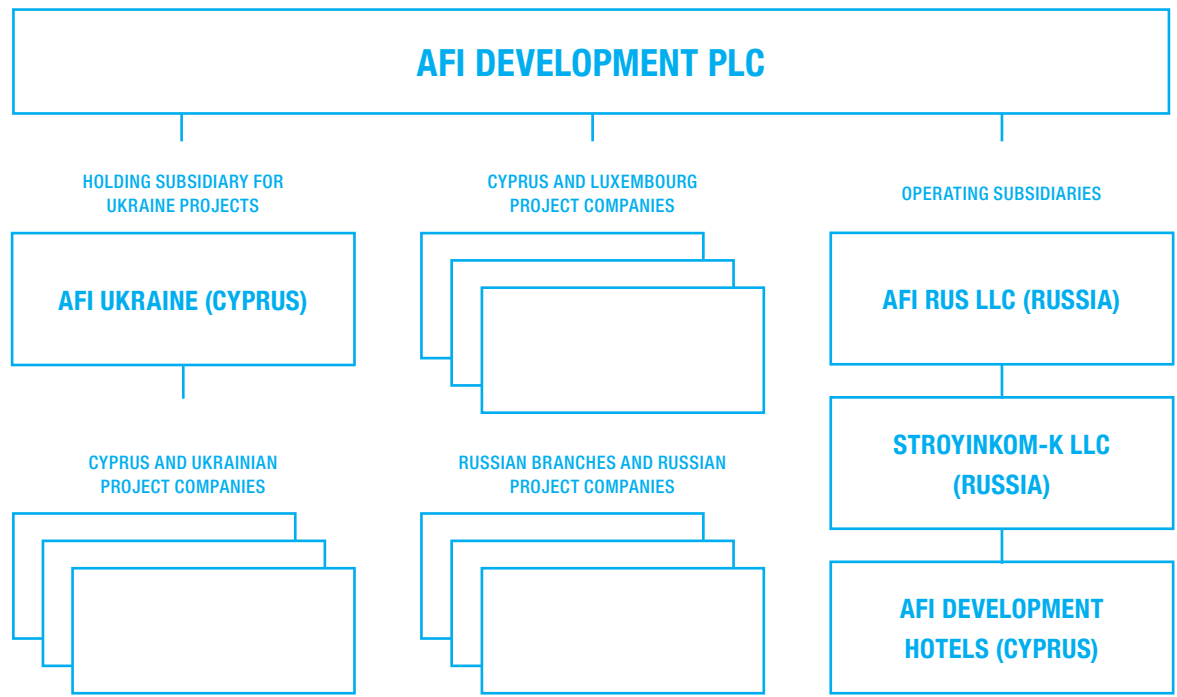 AFI DEVELOPMENT PLC
HOLDING SUBSIDIARY FOR
UKRAINE PROJECTS
CYPRUS AND LUXEMBOURG
PROJECT COMPANIES
OPERATING SUBSIDIARIES
AFI UKRAINE (CYPRUS)
AFI RUS LLC (RUSSIA)
CYPRUS AND UKRAINIAN
PROJECT COMPANIES
RUSSIAN BRANCHES AND RUSSIAN
PROJECT COMPANIES
STROYINKOM-K LLC
(RUSSIA)
AFI DEVELOPMENT
HOTELS (CYPRUS)